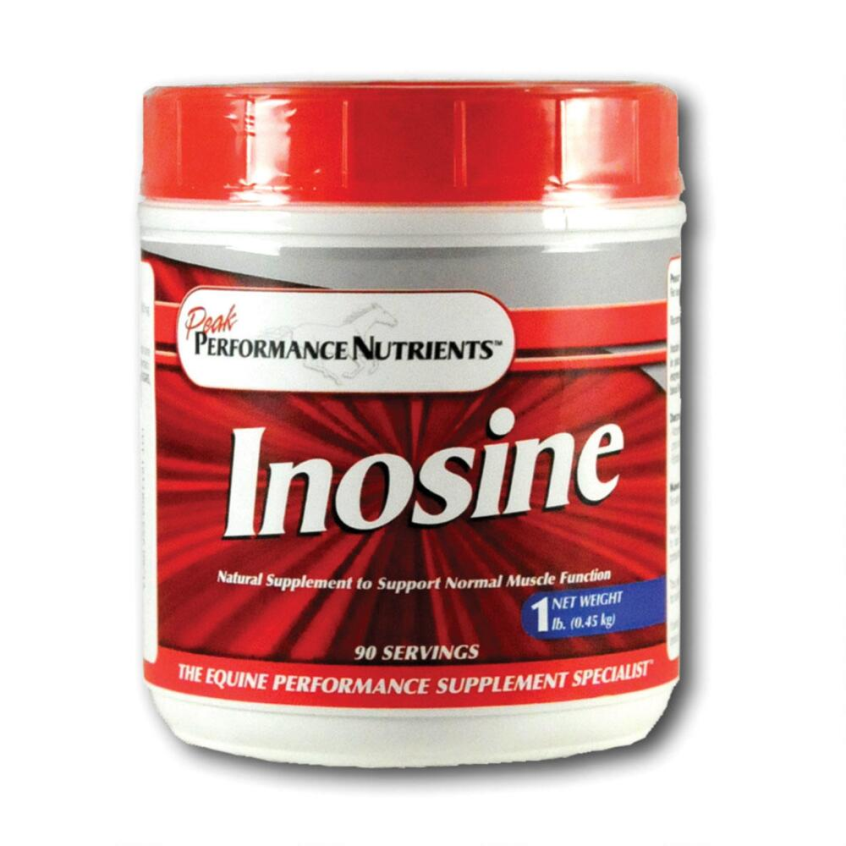 Peak
PERFORMANCE NUTRIENTS™
Inosine
Natural Supplement to Support Normal Muscle Function
1 NET WEIGHT
lb. (0.45 kg)
90 SERVINGS
THE EQUINE PERFORMANCE SUPPLEMENT SPECIALIST™